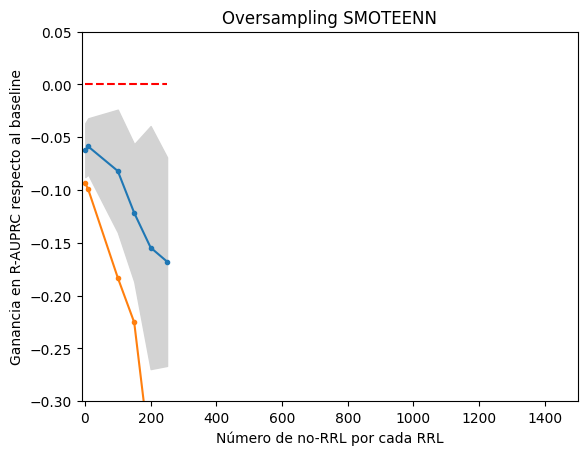 Oversampling SMOTEENN
Ganancia en R-AUPRC respecto al baseline
0.05
0.00
−0.05
−0.10
−0.15
−0.20
−0.25
−0.30
0 200 400 600 800 1000 1200 1400
Número de no-RRL por cada RRL